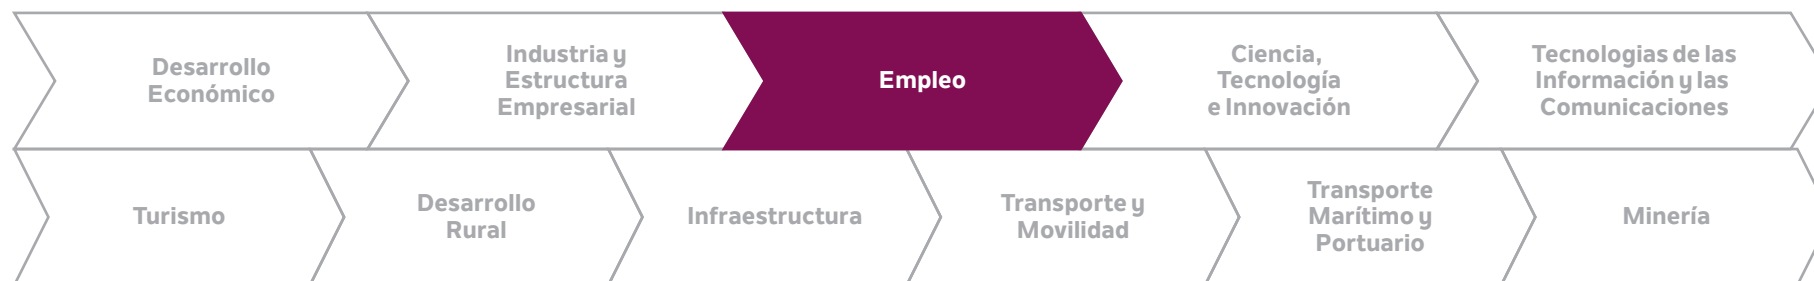 Desarrollo
Económico
Industria y
Estructura
Empresarial
Empleo
Ciencia,
Tecnología
e Innovación
Tecnologias de las
Información y las
Comunicaciones
Turismo
Desarrollo
Rural
Infraestructura
Transporte y
Movilidad
Transporte
Marítimo y
Portuario
Minería